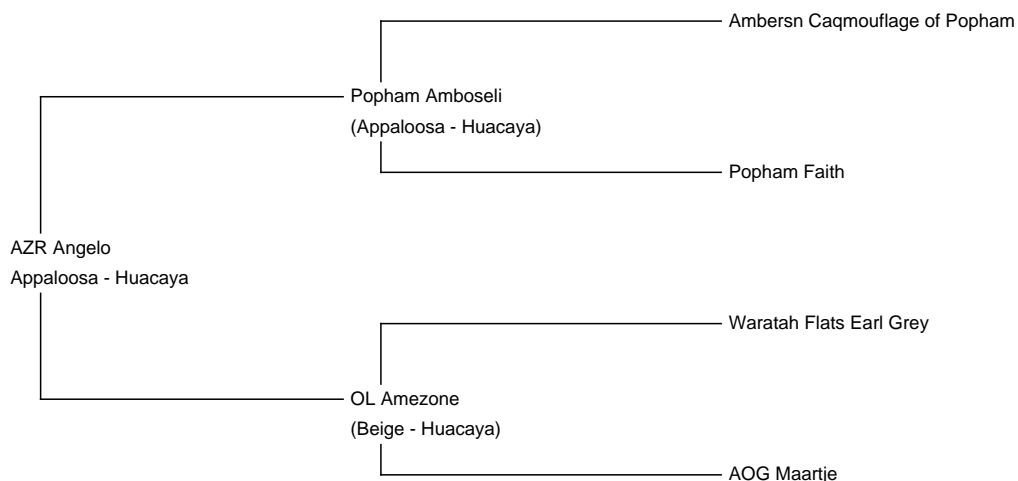 Ambersn Caqmouflage of Popham
Popham Amboseli
(Appaloosa - Huacaya)
Popham Faith
AZR Angelo
Appaloosa - Huacaya
Waratah Flats Earl Grey
OL Amezone
(Beige - Huacaya)
AOG Maartje